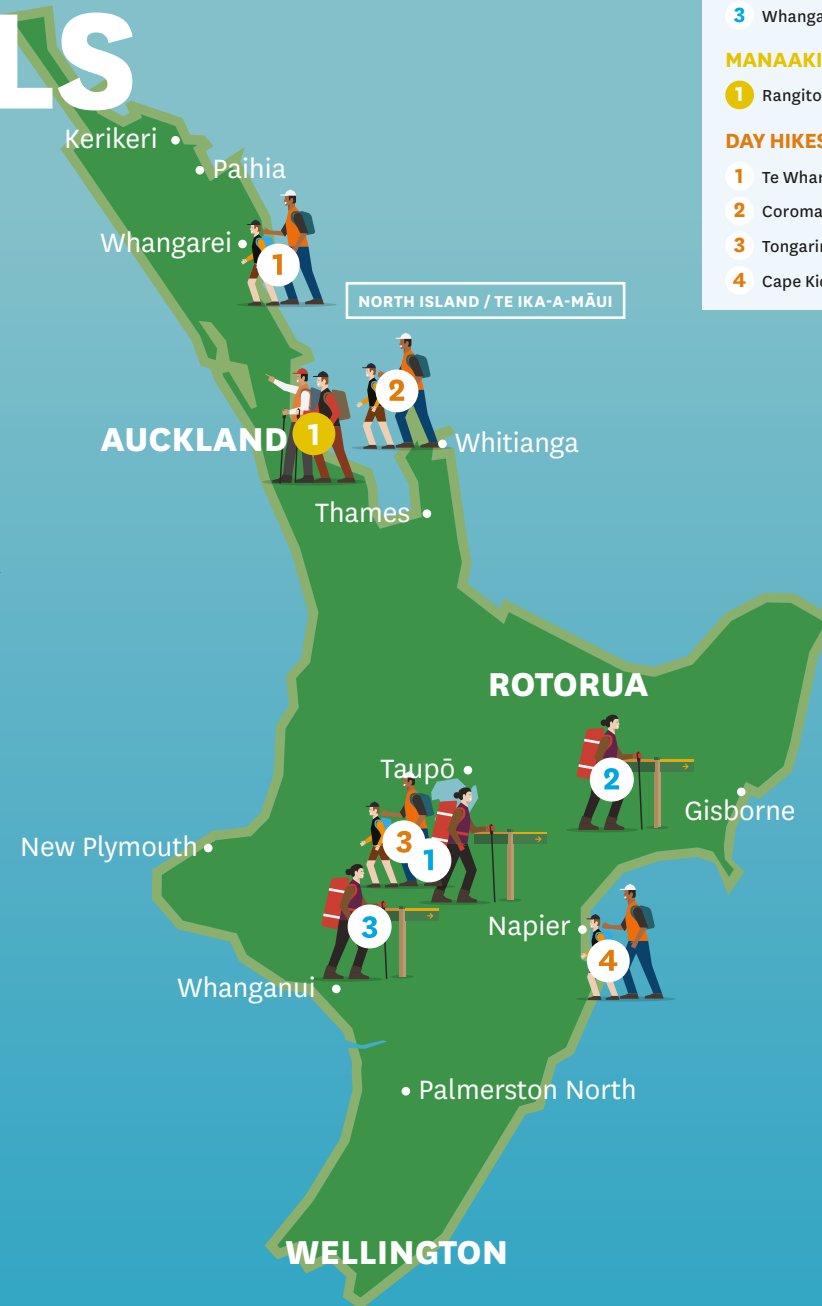 LS
3 Whanga
MANAAKI
1 Rangito
DAY HIKES
1 Te Whar
2 Coroma
3 Tongarir
4 Cape Kid
Kerikeri
Paihia
Whangarei
1
NORTH ISLAND / TE IKA-A-MĀUI
2
AUCKLAND
1
Whitianga
Thames
ROTORUA
Taupō
2
Gisborne
New Plymouth
3
1
3
Napier
4
Whanganui
Palmerston North
WELLINGTON